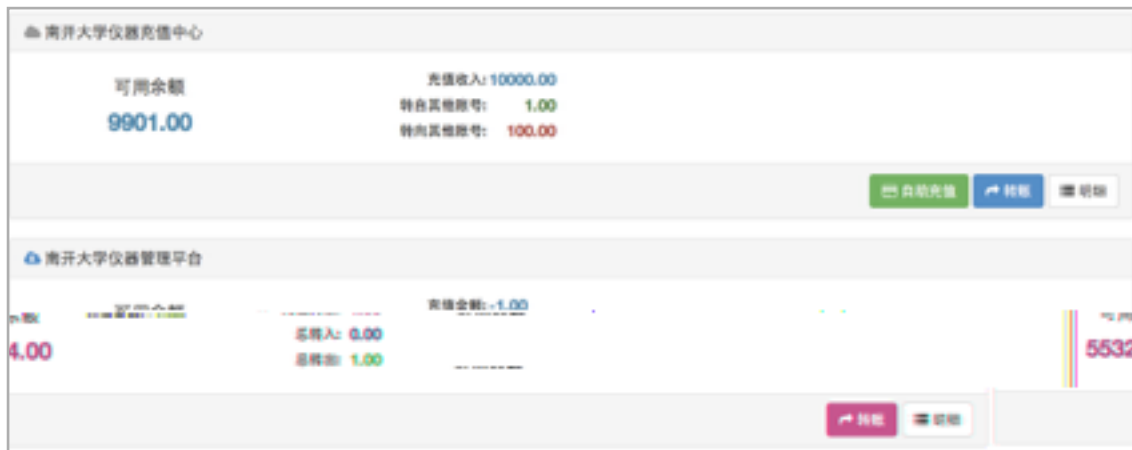 南开大学仪器充值中心
可用余额
9901.00
充值收入: 10000.00
转自其他账号: 1.00
转向其他账号: 100.00
自助充值 转账 明细
南开大学仪器管理平台
充值金额: -1.00
总转入: 0.00
总转出: 1.00
4.00
5532
转账 明细